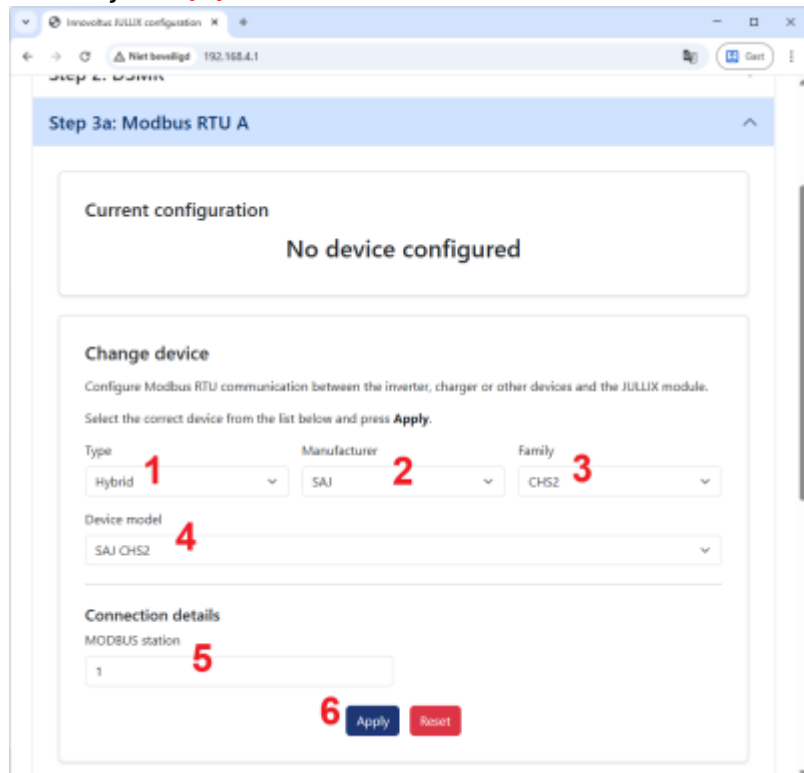 Innovoltus JULLIX configuration
Niet beveiligd 192.168.4.1
Gast
Step 2: DSMR
Step 3a: Modbus RTU A
Current configuration
No device configured
Change device
Configure Modbus RTU communication between the inverter, charger or other devices and the JULLIX module.
Select the correct device from the list below and press Apply.
Type Manufacturer Family
Hybrid 1 SAJ 2 CHS2 3
Device model
4
SAJ CHS2
Connection details
MODBUS station
5
1
6 Apply Reset